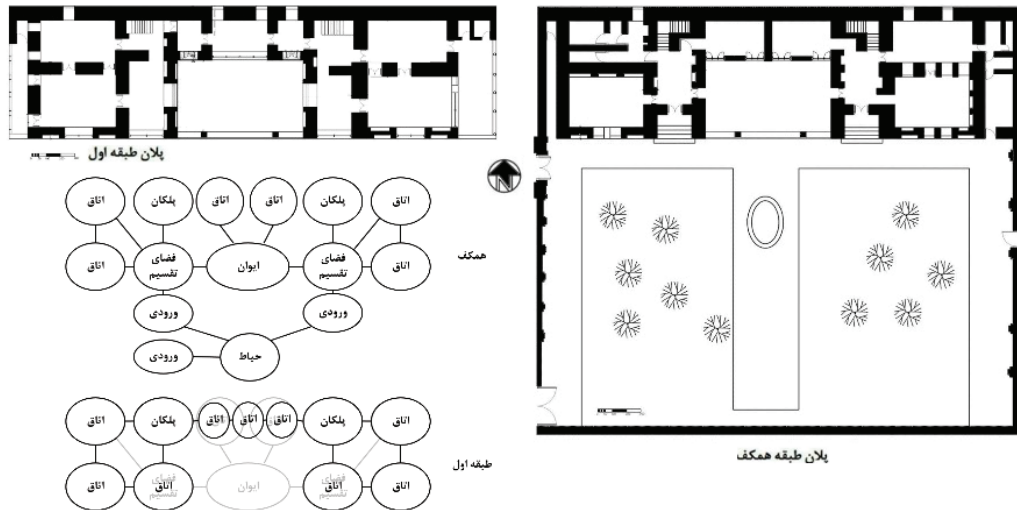 پلان طبقه اول
N
اتاق پلکان اتاق اتاق پلکان اتاق
همکف
اتاق فضای تقسیم ایوان فضای تقسیم اتاق
ورودی ورودی
ورودی حیاط
اتاق پلکان اتاق اتاق اتاق پلکان اتاق
طبقه اول
اتاق اتاق فضای تقسیم ایوان اتاق فضای تقسیم اتاق
پلان طبقه همکف